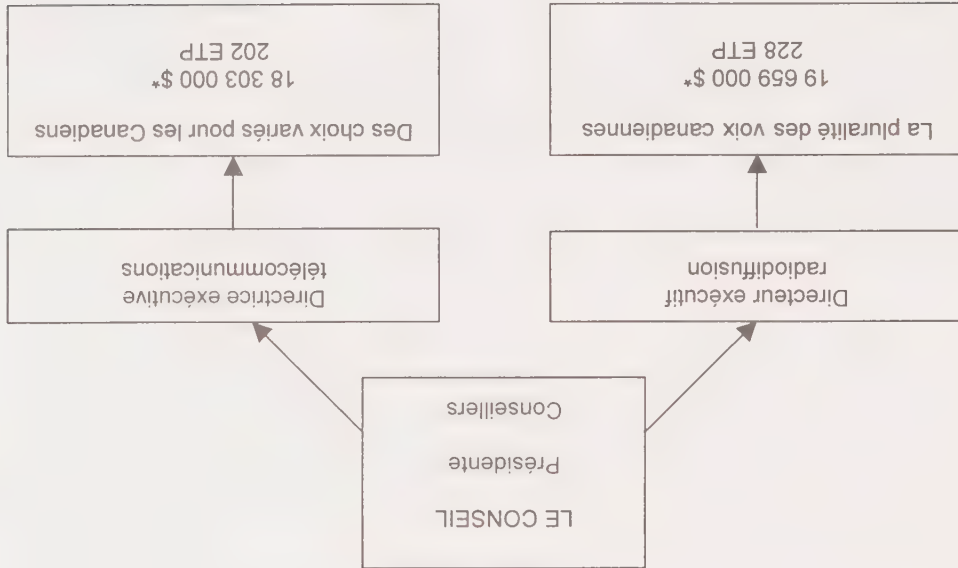 LE CONSEIL
Présidente
Conseillers
Directeur exécutif
radiodiffusion
Directrice exécutive
télécommunications
La pluralité des voix canadiennes
19 659 000 $*
228 ETP
Des choix variés pour les Canadiens
18 303 000 $*
202 ETP